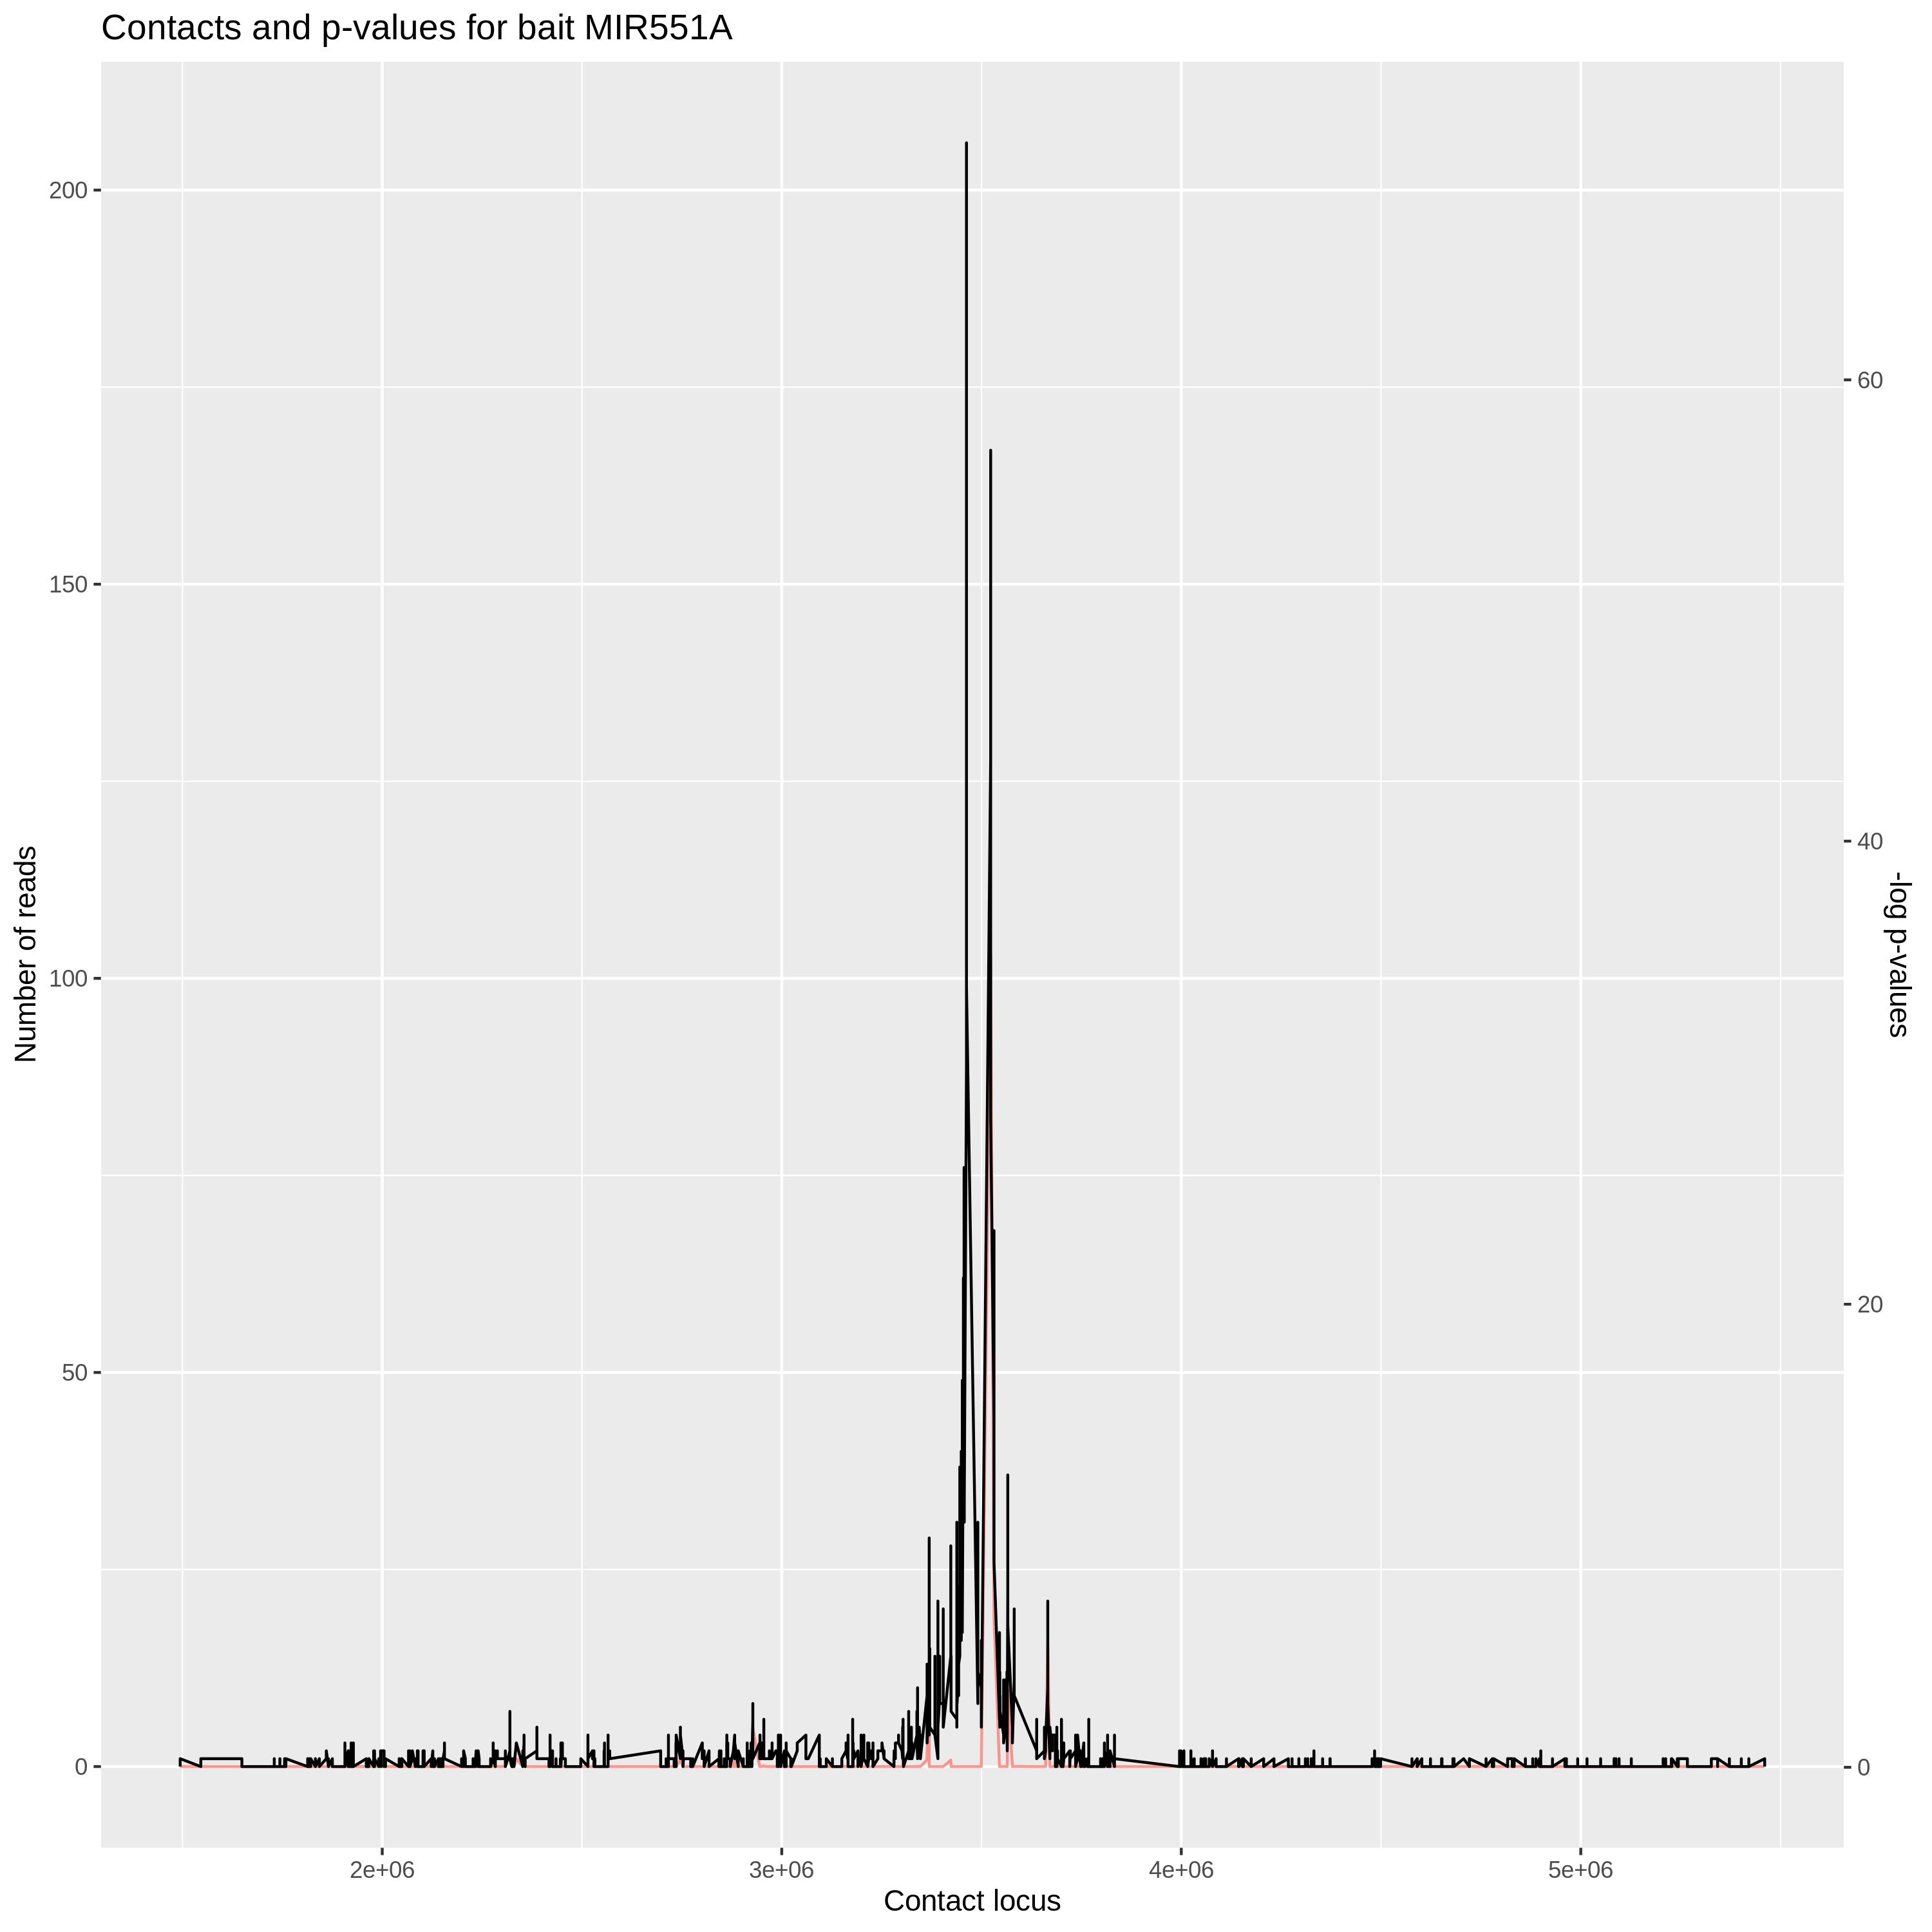 Contacts and p-values for bait MIR551A
200
150
100
50
0
Number of reads
60
40
20
0
-log p-values
2e+06
3e+06
4e+06
5e+06
Contact locus